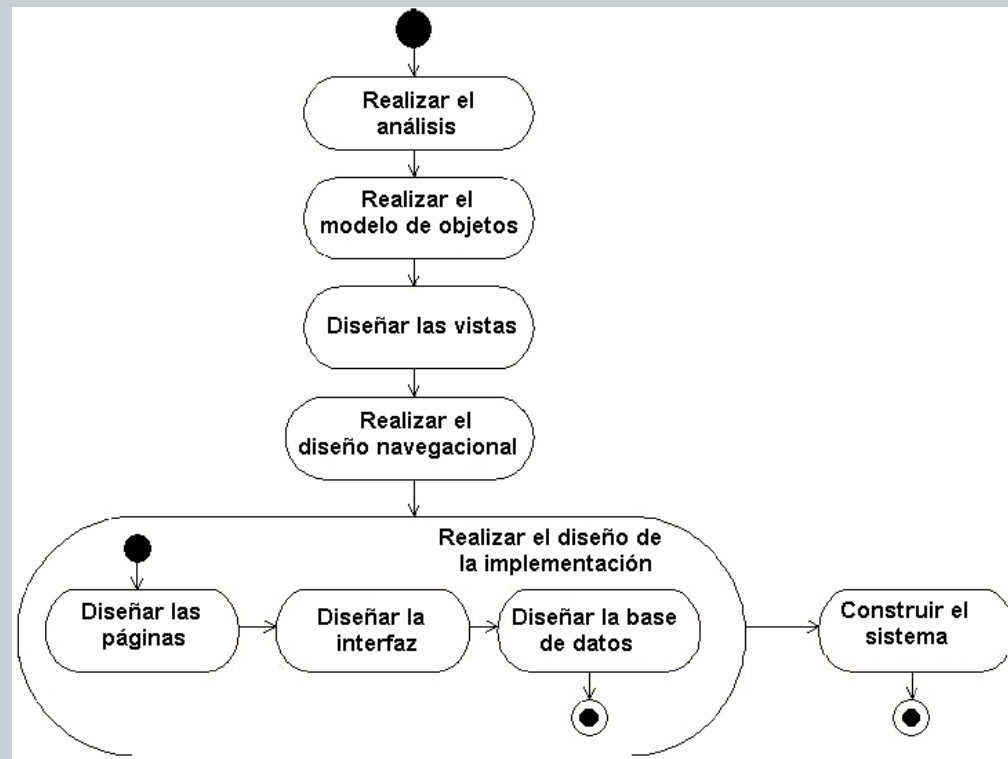 Realizar el
análisis
Realizar el
modelo de objetos
Diseñar las vistas
Realizar el
diseño navegacional
Realizar el diseño de
la implementación
Diseñar las
páginas
Diseñar la
interfaz
Diseñar la base
de datos
Construir el
sistema